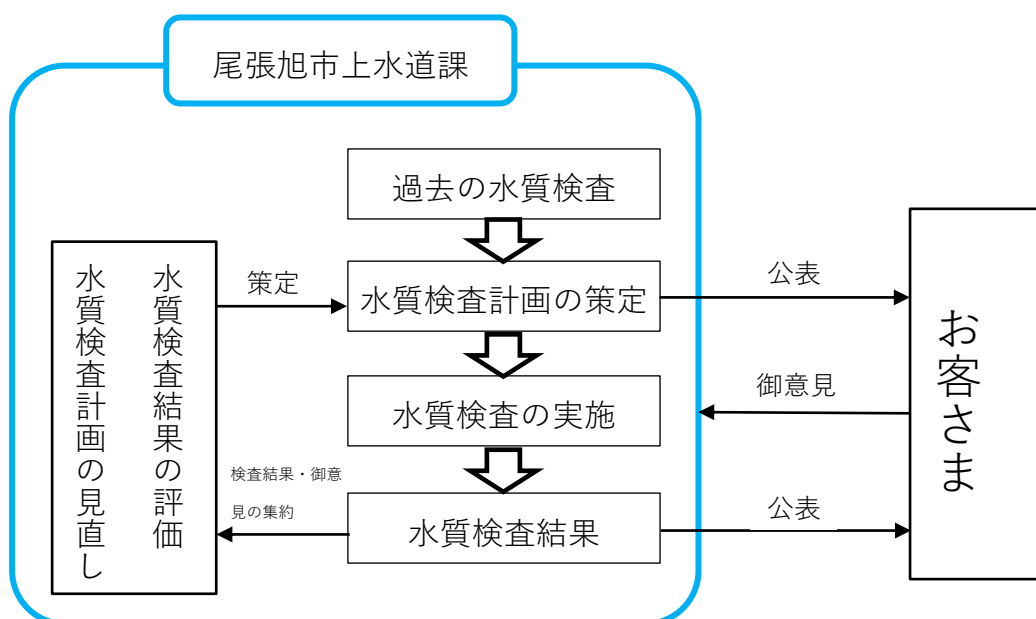 尾張旭市上水道課
過去の水質検査
水質検査計画の策定
水質検査の実施
水質検査結果
水質検査結果の評価
水質検査計画の見直し
策定
検査結果・御意
見の集約
公表
御意見
公表
お客さま